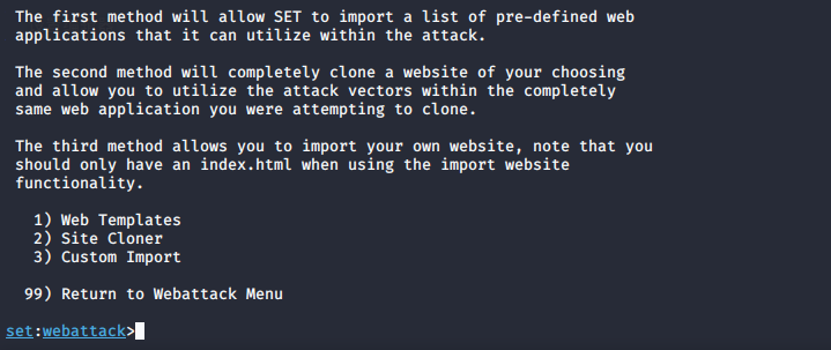 The first method will allow SET to import a list of pre-defined web
applications that it can utilize within the attack.
The second method will completely clone a website of your choosing
and allow you to utilize the attack vectors within the completely
same web application you were attempting to clone.
The third method allows you to import your own website, note that you
should only have an index.html when using the import website
functionality.
1) Web Templates
2) Site Cloner
3) Custom Import
99) Return to Webattack Menu
set:webattack>